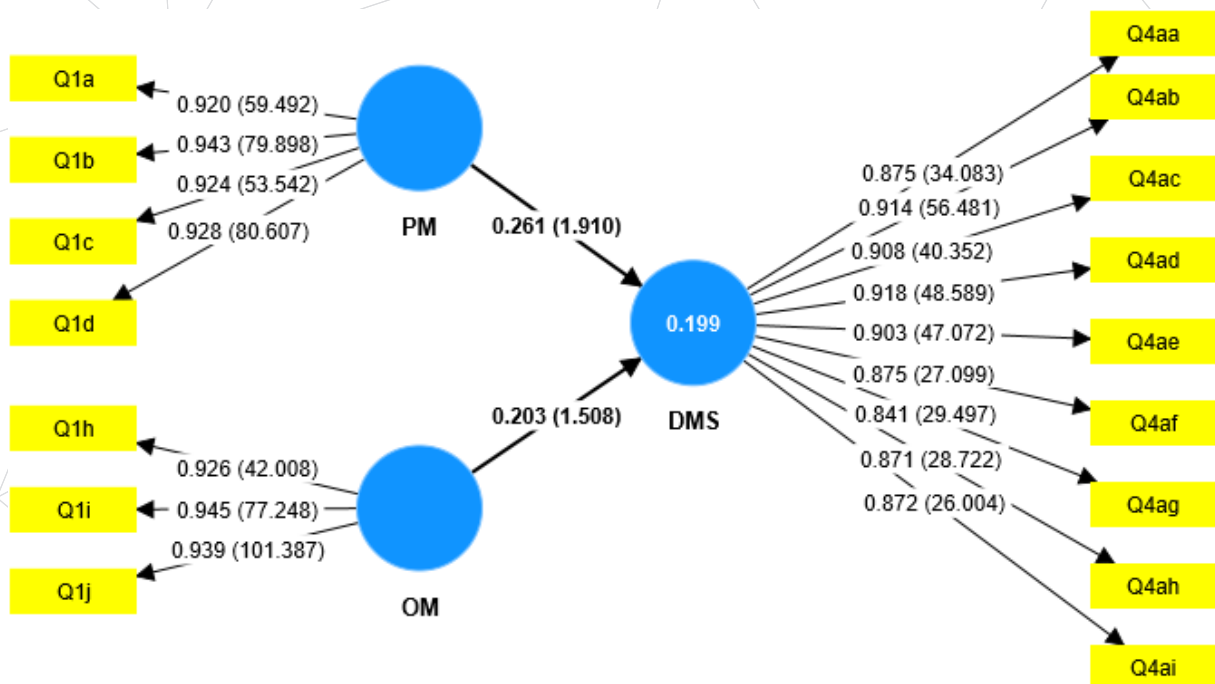 Q1a
Q1b
Q1c
Q1d
0.920 (59.492)
0.943 (79.898)
0.924 (53.542)
0.928 (80.607)
PM
0.261 (1.910)
Q1h
Q1i
Q1j
0.926 (42.008)
0.945 (77.248)
0.939 (101.387)
OM
0.203 (1.508)
0.199
DMS
0.875 (34.083)
0.914 (56.481)
0.908 (40.352)
0.918 (48.589)
0.903 (47.072)
0.875 (27.099)
0.841 (29.497)
0.871 (28.722)
0.872 (26.004)
Q4aa
Q4ab
Q4ac
Q4ad
Q4ae
Q4af
Q4ag
Q4ah
Q4ai